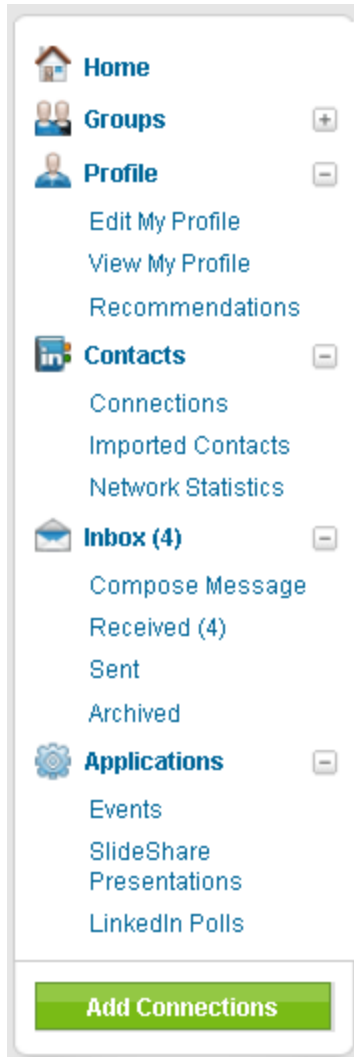 Home
Groups
Profile
Edit My Profile
View My Profile
Recommendations
in
Contacts
Connections
Imported Contacts
Network Statistics
Inbox (4)
Compose Message
Received (4)
Sent
Archived
Applications
Events
SlideShare
Presentations
LinkedIn Polls
Add Connections